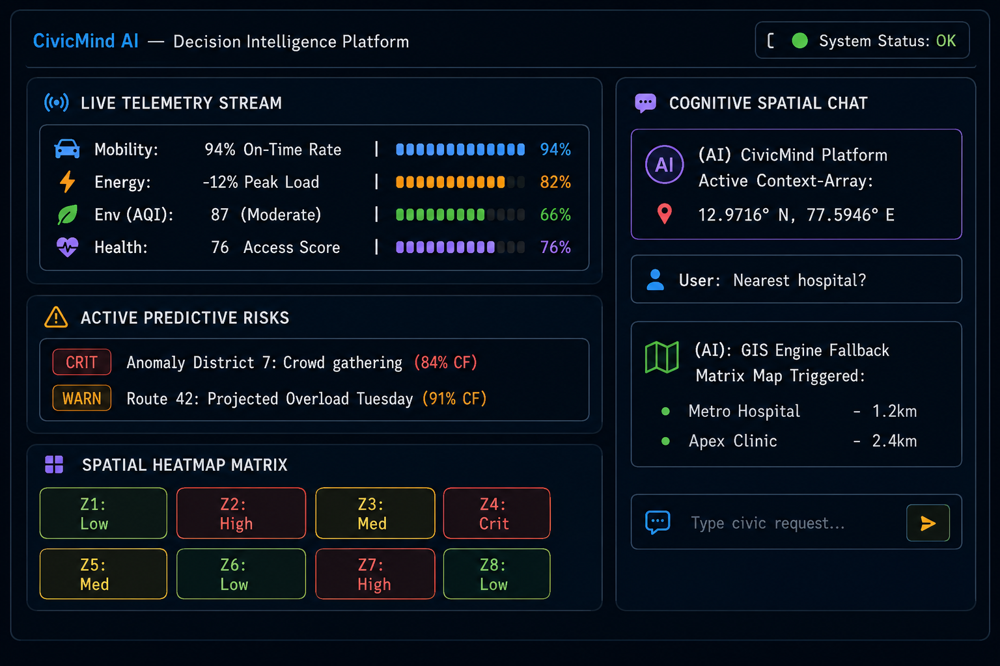 CivicMind AI — Decision Intelligence Platform
[ System Status: OK
LIVE TELEMETRY STREAM
Mobility: 94% On-Time Rate | 94%
Energy: -12% Peak Load | 82%
Env (AQI): 87 (Moderate) | 66%
Health: 76 Access Score | 76%
ACTIVE PREDICTIVE RISKS
CRIT Anomaly District 7: Crowd gathering (84% CF)
WARN Route 42: Projected Overload Tuesday (91% CF)
SPATIAL HEATMAP MATRIX
Z1:
Low
Z2:
High
Z3:
Med
Z4:
Crit
Z5:
Med
Z6:
Low
Z7:
High
Z8:
Low
COGNITIVE SPATIAL CHAT
AI
(AI) CivicMind Platform
Active Context-Array:
12.9716° N, 77.5946° E
User: Nearest hospital?
(AI): GIS Engine Fallback
Matrix Map Triggered:
• Metro Hospital - 1.2km
• Apex Clinic - 2.4km
Type civic request...